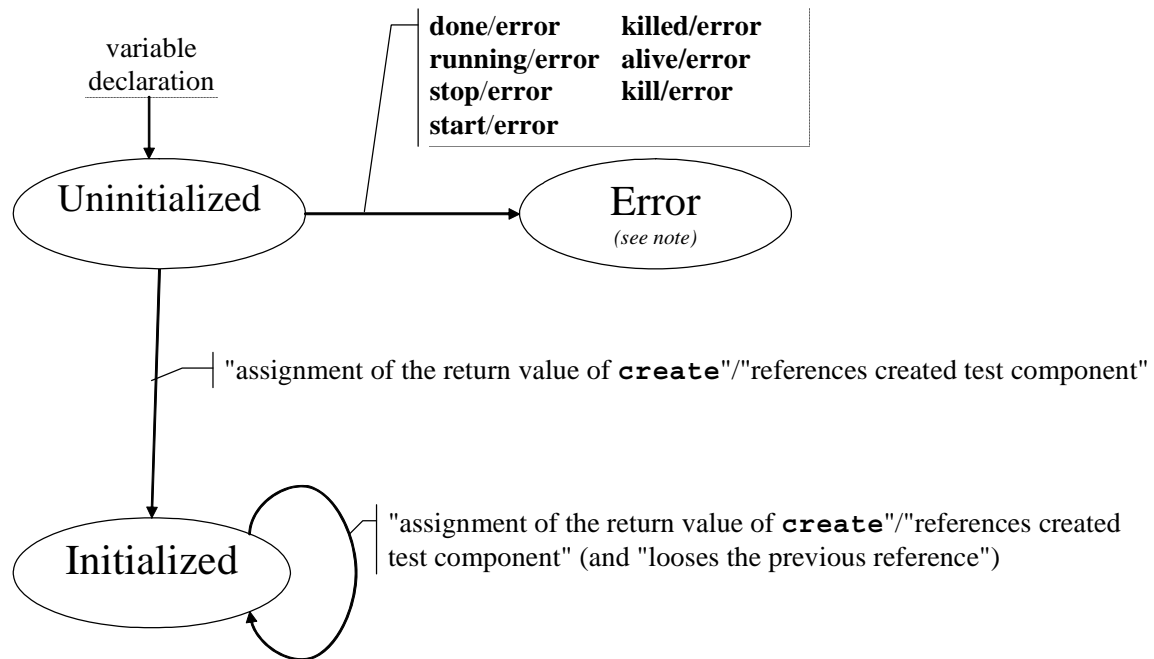 variable
declaration
done/error killed/error
running/error alive/error
stop/error kill/error
start/error
Uninitialized
Error
(see note)
"assignment of the return value of create"/"references created test component"
Initialized
"assignment of the return value of create"/"references created
test component" (and "looses the previous reference")